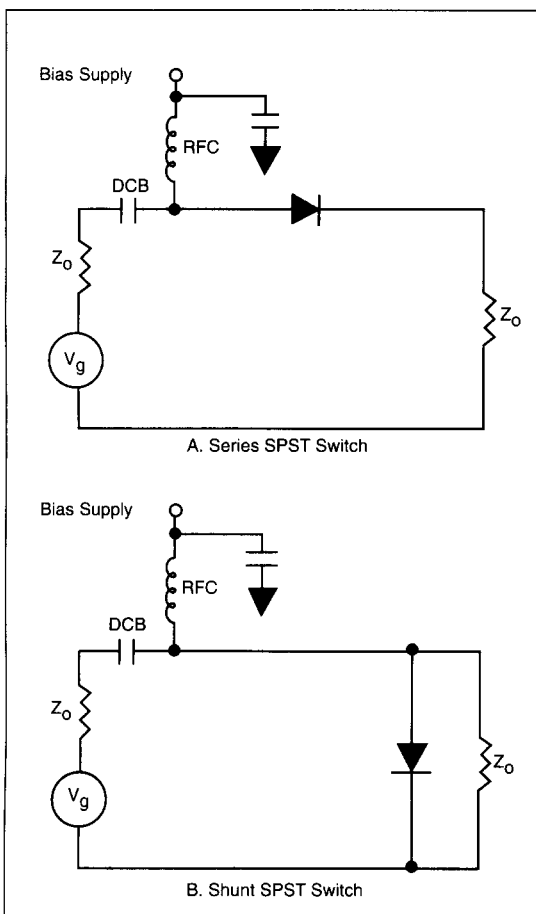 Bias Supply
RFC
DCB
Zo
Zo
Vg
A. Series SPST Switch
Bias Supply
RFC
DCB
Zo
Zo
Vg
B. Shunt SPST Switch